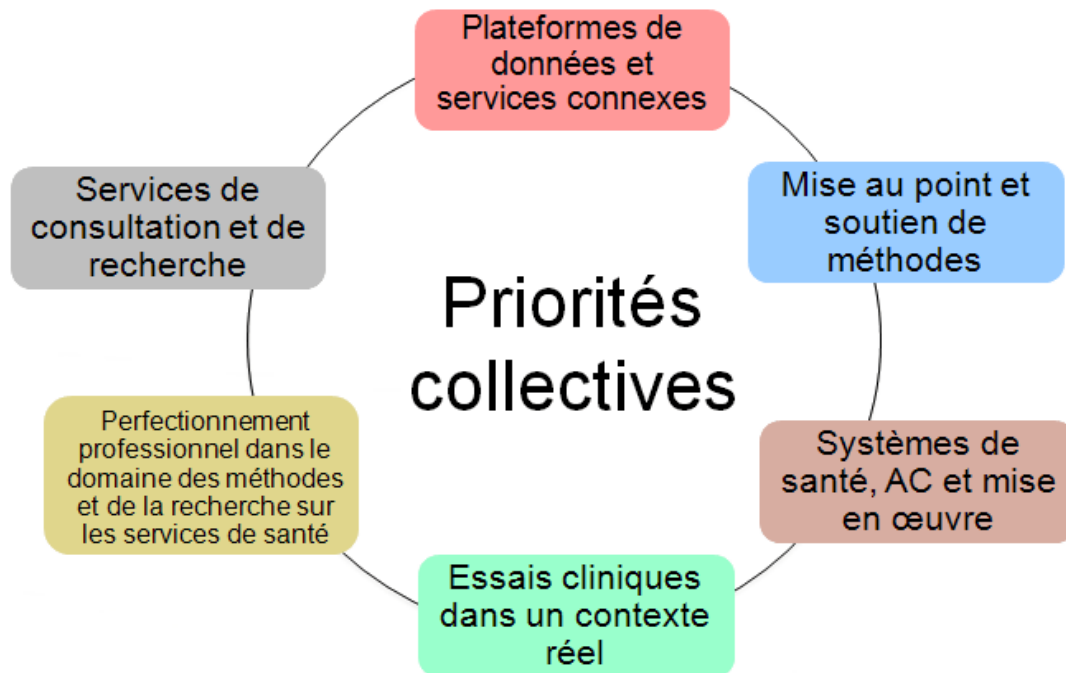 Plateformes de
données et
services connexes
Mise au point et
soutien de
méthodes
Systèmes de
santé, AC et mise
en œuvre
Essais cliniques
dans un contexte
réel
Perfectionnement
professionnel dans le
domaine des méthodes
et de la recherche sur
les services de santé
Services de
consultation et de
recherche
Priorités
collectives